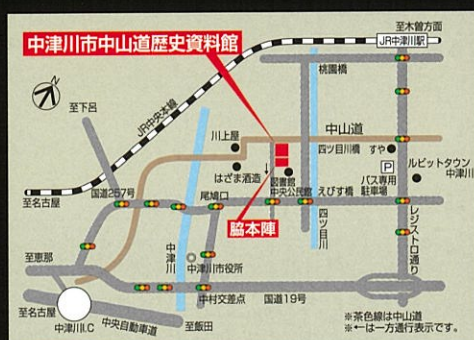 至木曽方面
中津川市中山道歴史資料館
JR中津川駅
桃園橋
至下呂
JR中央本線
川上屋
中山道
四ツ目川橋
すや
はざま酒造
図書館
中央公民館
P
バス専用
駐車場
ルビットタウン
中津川
至名古屋
国道257号
尾鳩口
えびす橋
脇本陣
四ツ目川
レジストロ通り
至恵那
中津川
中津川市役所
中村交差点
国道19号
至名古屋
中津川I.C
中央自動車道
至飯田
※茶色線は中山道
※←は一方通行表示です。